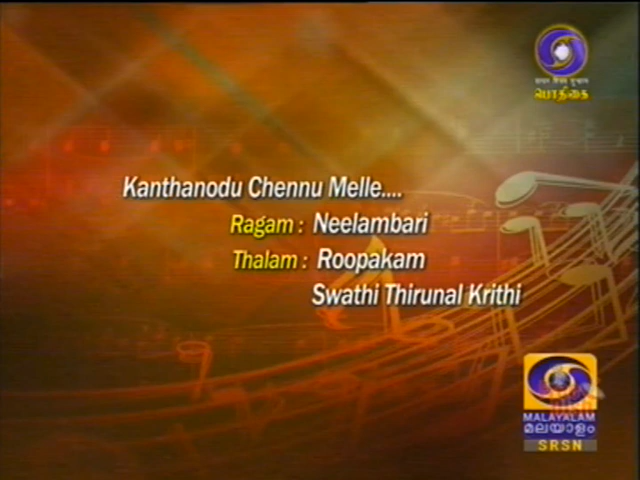 பொதிகை
Kanthanodu Chennu Melle....
Ragam : Neelambari
Thalam : Roopakam
Swathi Thirunal Krithi
MALAYALAM
മലയാളം
SRSN